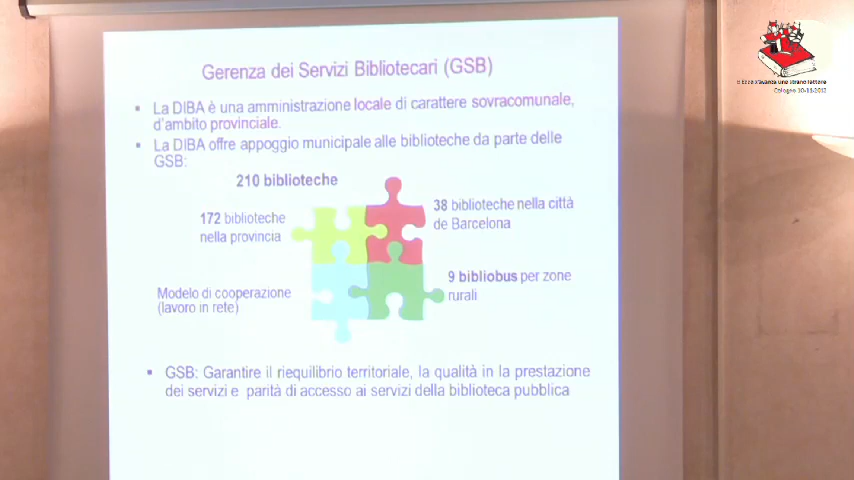 Gerenza dei Servizi Bibliotecari (GSB)
La DIBA è una amministrazione locale di carattere sovracomunale,
d'ambito provinciale.
La DIBA offre appoggio municipale alle biblioteche da parte delle
GSB:
210 biblioteche
172 biblioteche
nella provincia
38 biblioteche nella città
de Barcelona
Modelo di cooperazione
(lavoro in rete)
9 bibliobus per zone
rurali
GSB: Garantire il riequilibrio territoriale, la qualità in la prestazione
dei servizi e parità di accesso ai servizi della biblioteca pubblica